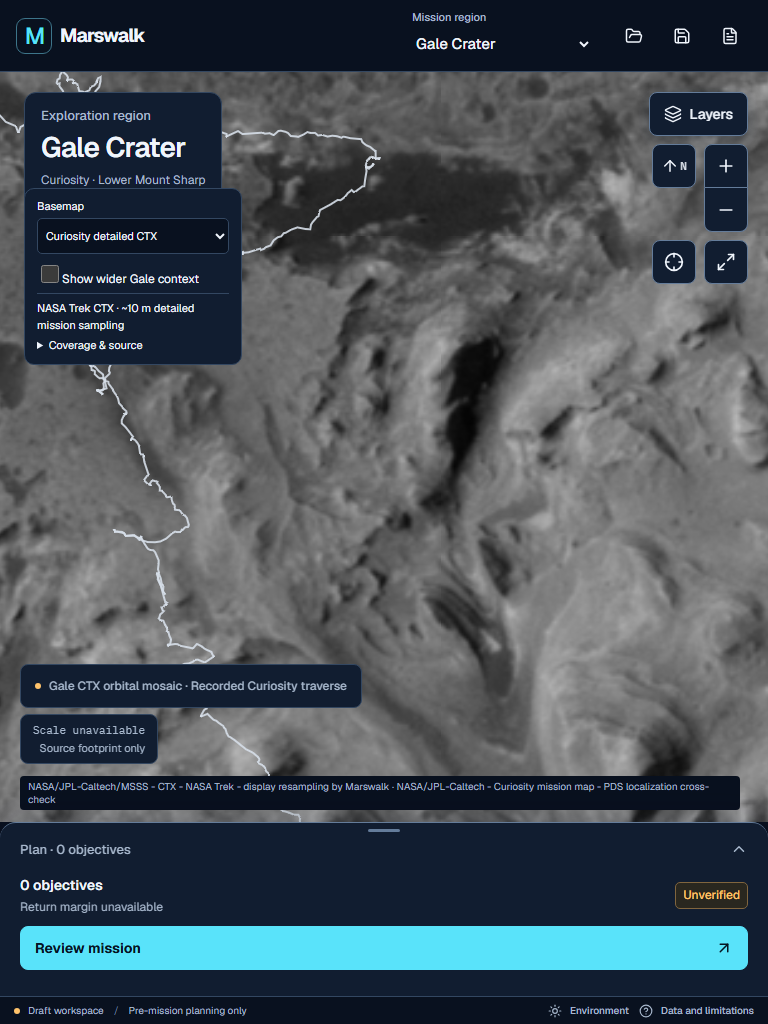 Mission region
M Marswalk
Gale Crater
Exploration region
Gale Crater
Curiosity · Lower Mount Sharp
Layers
N
Basemap
Curiosity detailed CTX
Show wider Gale context
NASA Trek CTX · ~10 m detailed
mission sampling
Coverage & source
Gale CTX orbital mosaic · Recorded Curiosity traverse
Scale unavailable
Source footprint only
NASA/JPL-Caltech/MSSS - CTX - NASA Trek - display resampling by Marswalk · NASA/JPL-Caltech - Curiosity mission map - PDS localization cross-
check
Plan · 0 objectives
0 objectives
Return margin unavailable
Unverified
Review mission
Draft workspace / Pre-mission planning only
Environment
Data and limitations